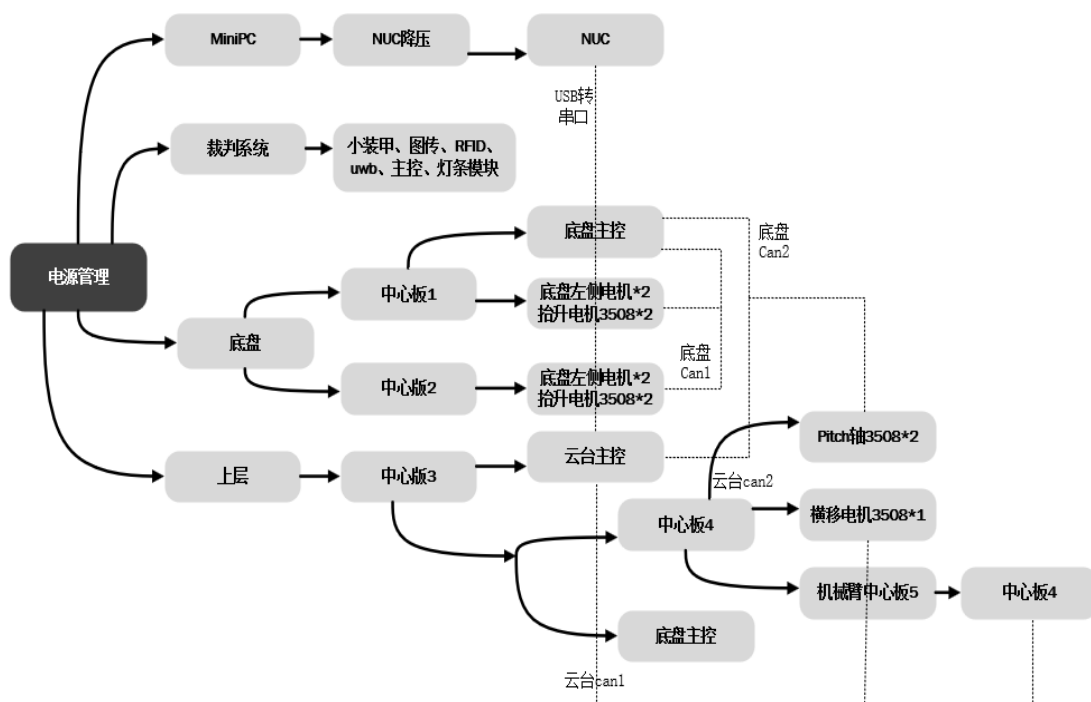 MiniPC
NUC降压
NUC
USB转
串口
裁判系统
小装甲、图传、RFID、
uwb、主控、灯条模块
底盘主控
底盘
Can2
电源管理
中心板1
底盘左侧电机*2
抬升电机3508*2
底盘
底盘
Can1
中心版2
底盘左侧电机*2
抬升电机3508*2
Pitch轴3508*2
云台主控
上层
中心版3
云台can2
中心板4
横移电机3508*1
机械臂中心板5
中心板4
底盘主控
云台can1